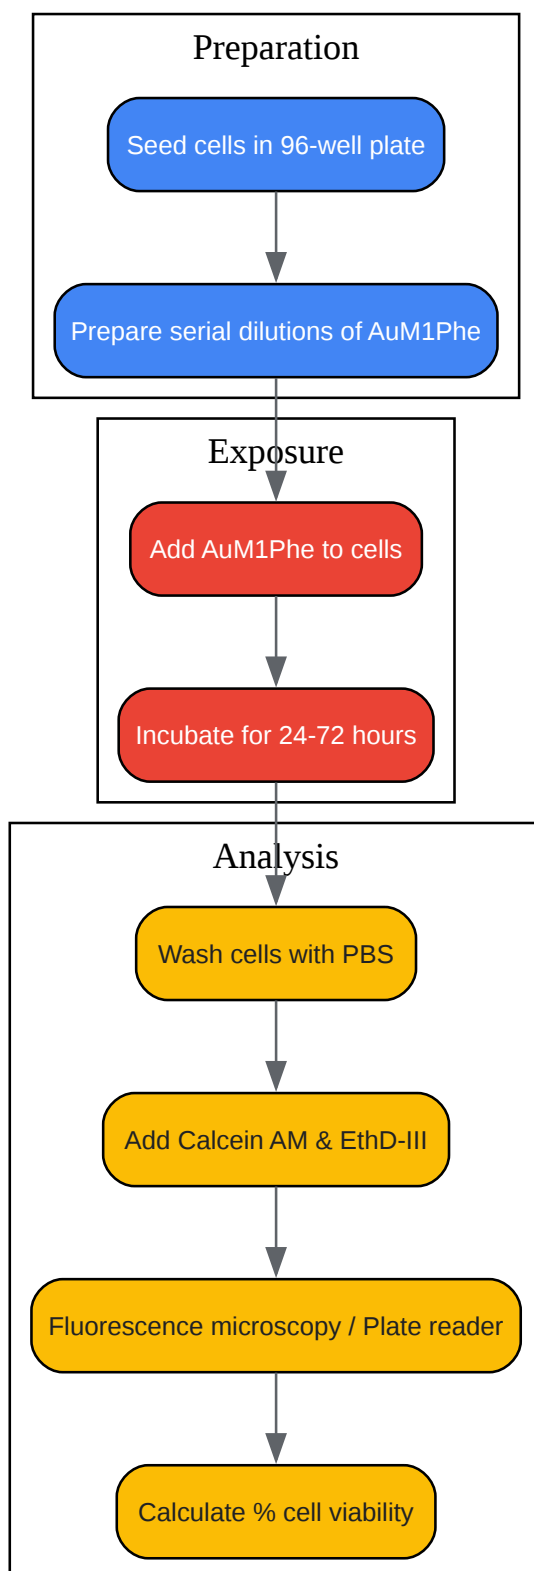 Preparation
Seed cells in 96-well plate
Prepare serial dilutions of AuM1Phe
Exposure
Add AuM1Phe to cells
Incubate for 24-72 hours
Analysis
Wash cells with PBS
Add Calcein AM & EthD-III
Fluorescence microscopy / Plate reader
Calculate % cell viability